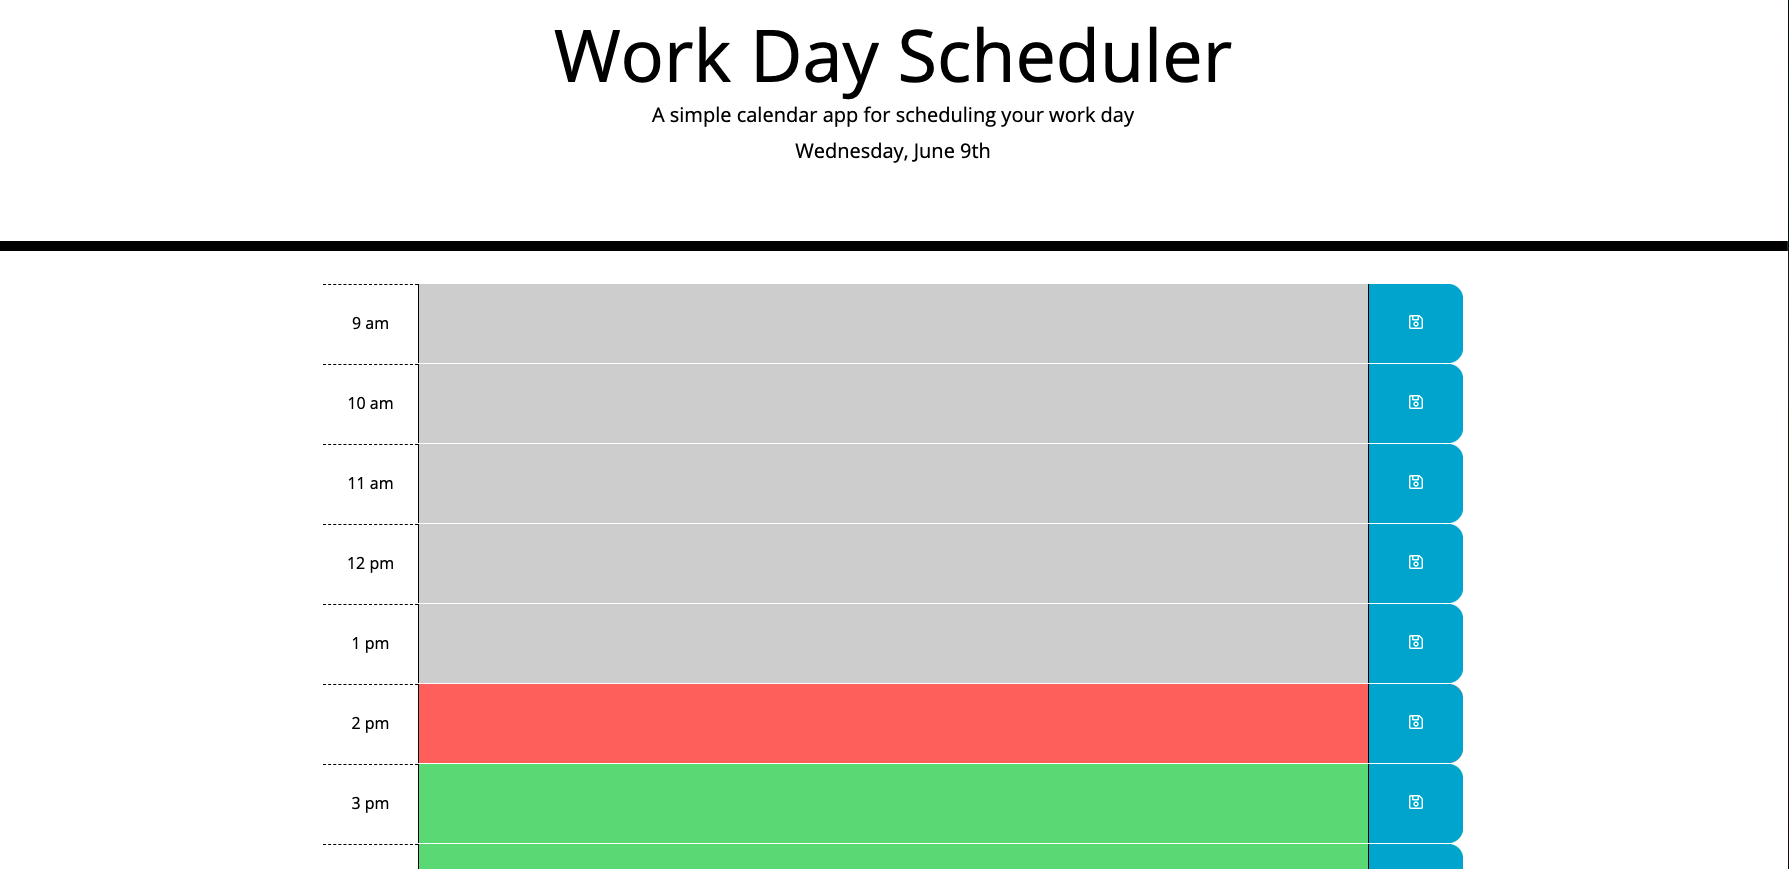 Work Day Scheduler
A simple calendar app for scheduling your work day
Wednesday, June 9th
9 am
10 am
11 am
12 pm
1 pm
2 pm
3 pm